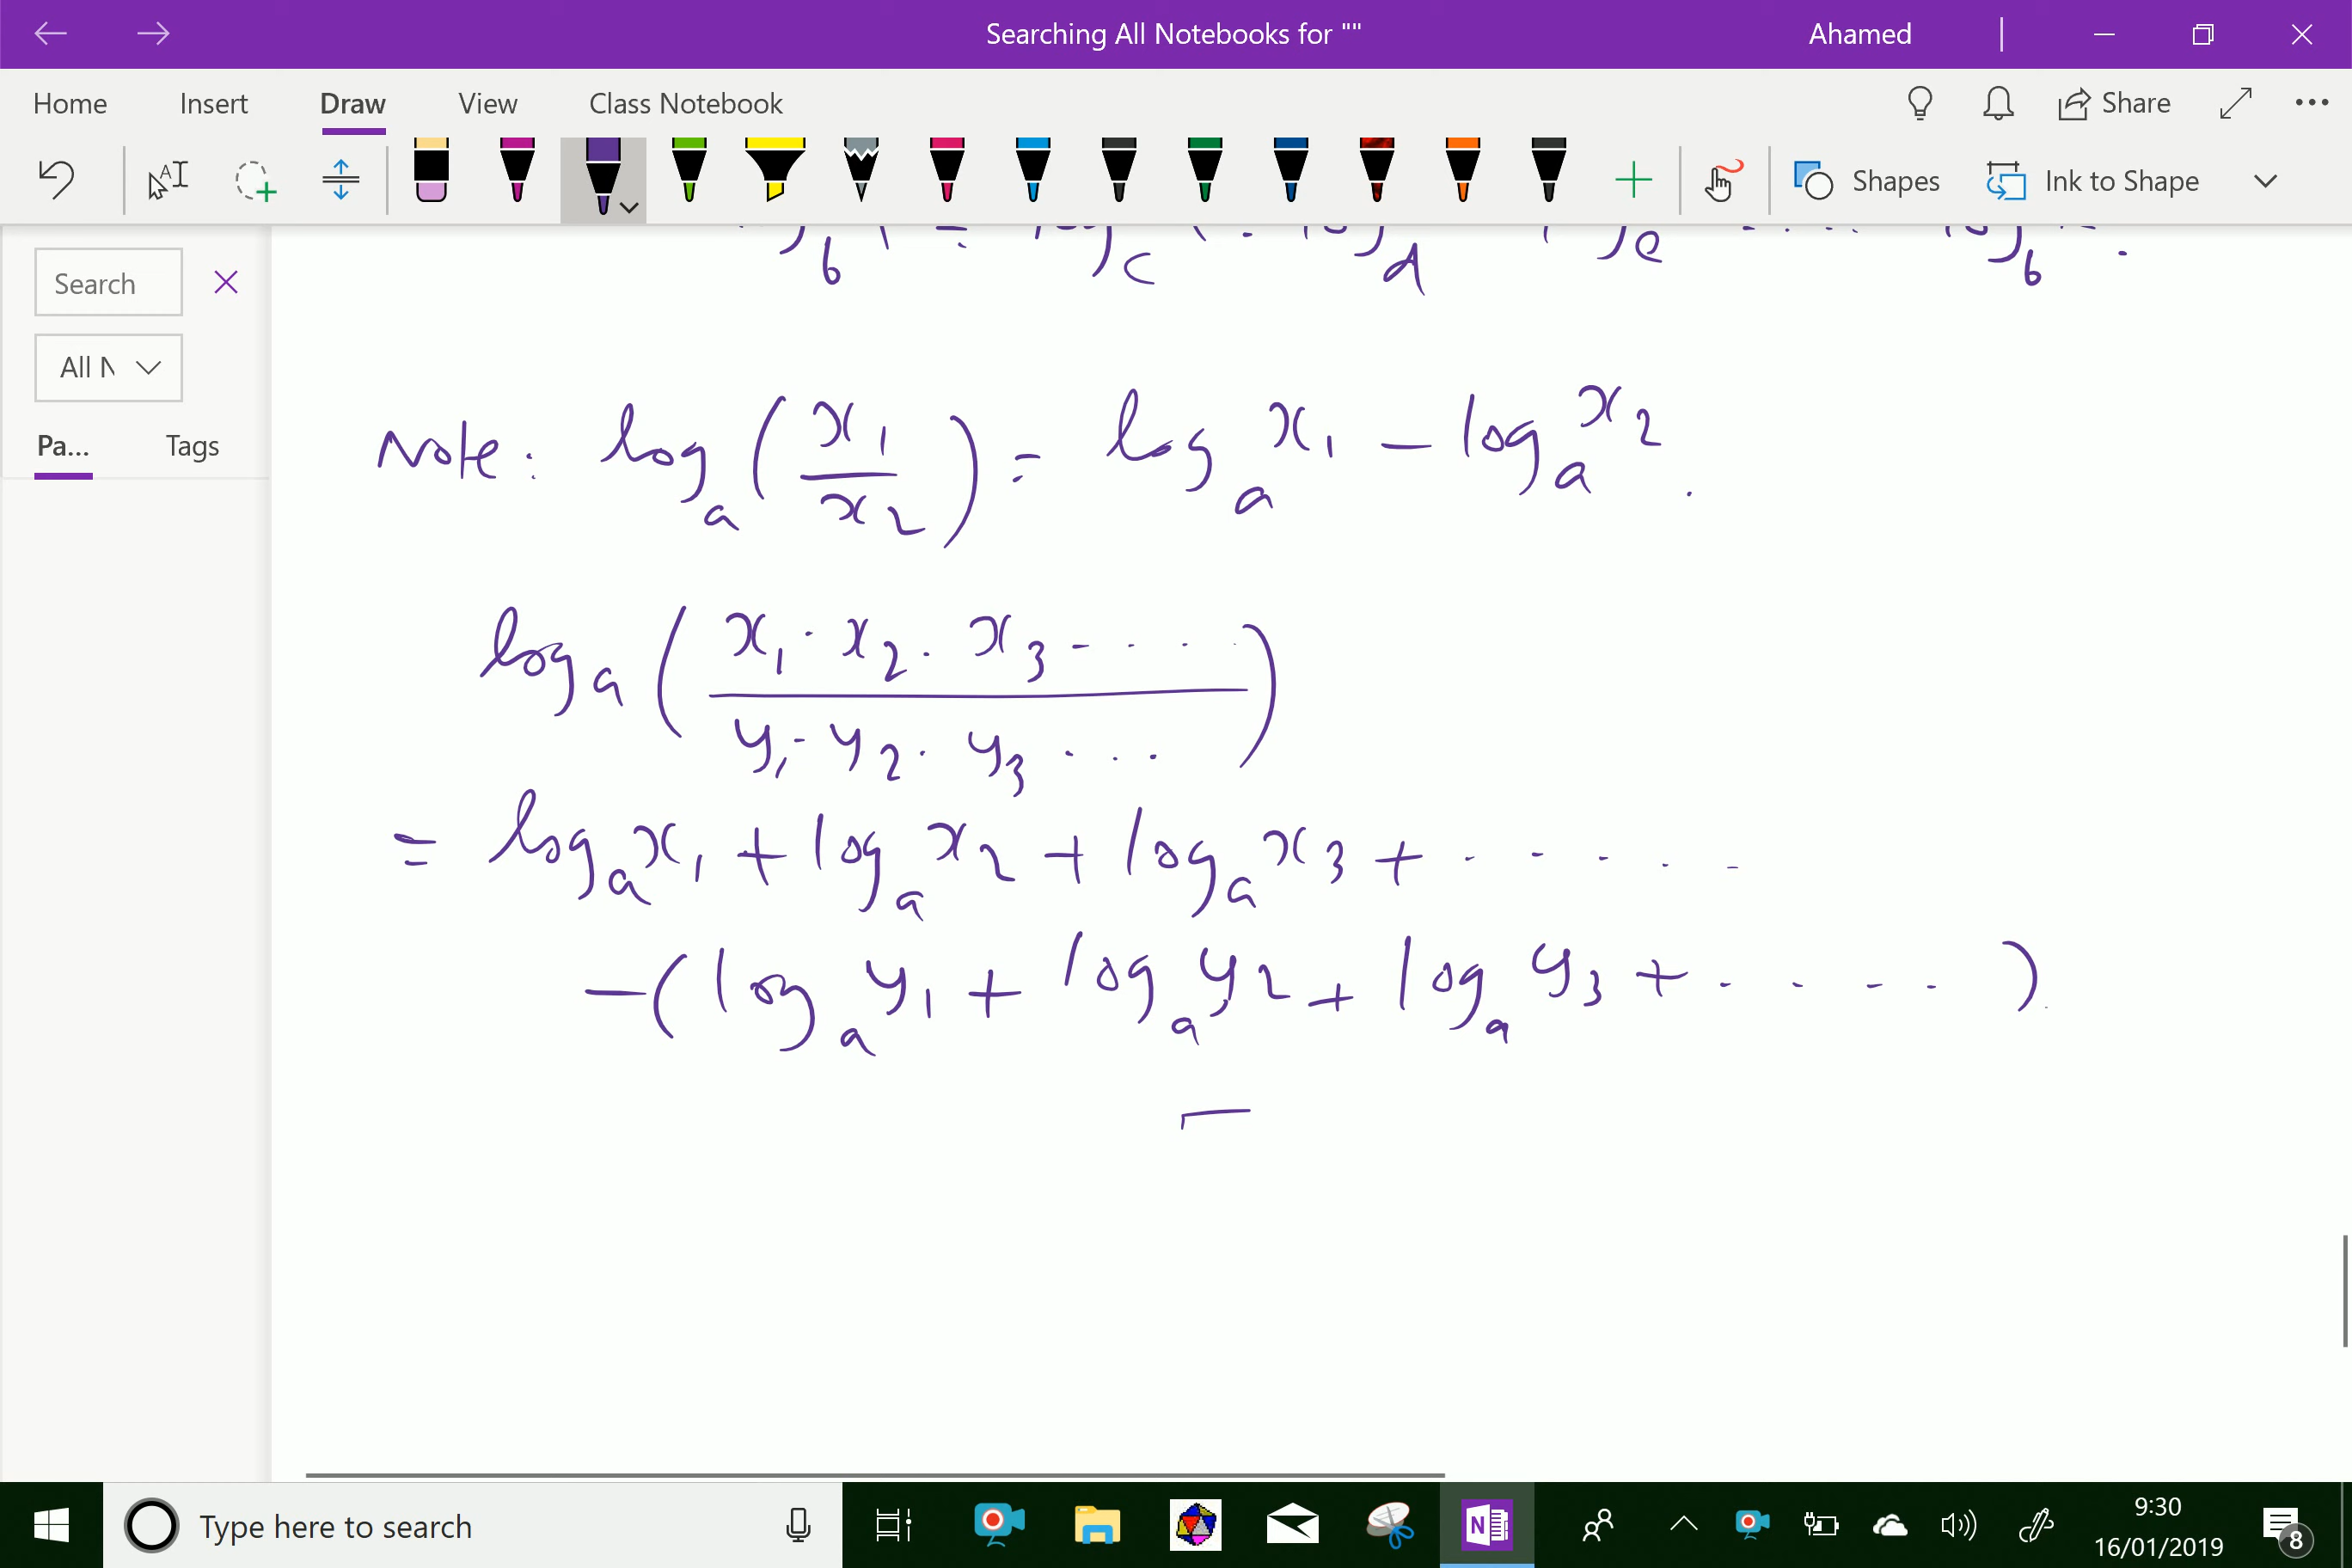 Searching All Notebooks for "" Ahamed
Home Insert Draw View Class Notebook Share
Shapes Ink to Shape
Search
All N
Pa... Tags
Note: log_a (x_1 / x_2) = log_a x_1 - log_a x_2 .
log_a ( x_1 . x_2 . x_3 - . . . / y_1 . y_2 . y_3 . . . . )
= log_a x_1 + log_a x_2 + log_a x_3 + . . . . . .
-( log_a y_1 + log_a y_2 + log_a y_3 + . . . . ) .
Type here to search
9:30
16/01/2019
8